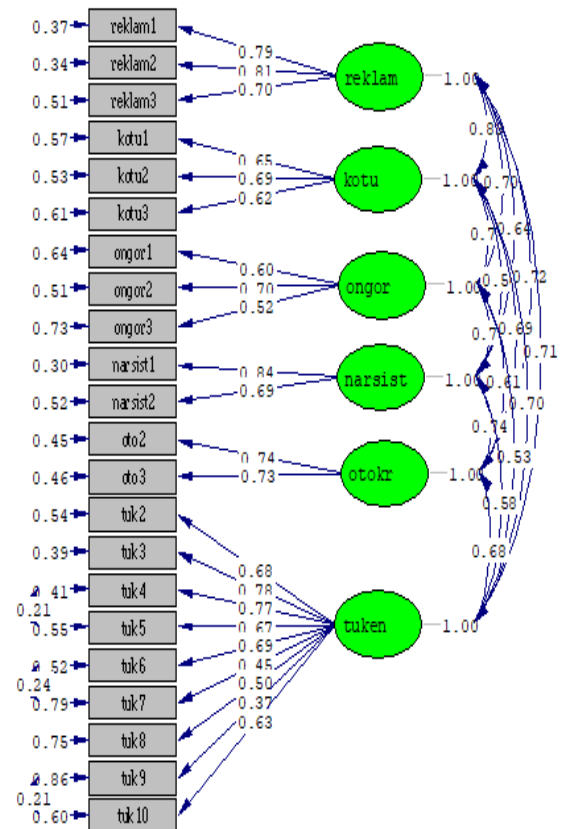 0.37 reklam1
0.79
0.34 reklam2
0.81
reklam 1.00
0.51 reklam3
0.70
0.57 kotu1
0.65
0.53 kotu2
0.69
kotu 1.00
0.70
0.61 kotu3
0.62
0.64
0.64 ongor1
0.60
0.72
0.51 ongor2
0.70
ongor 1.00
0.73 ongor3
0.52
0.69
0.71
0.30 narsist1
0.84
narsist 1.00
0.61
0.52 narsist2
0.69
0.70
0.45 oto2
0.74
0.74
0.53
0.46 oto3
0.73
otokr 1.00
0.58
0.54 tuk2
0.68
0.68
0.39 tuk3
0.78
0.41 tuk4
0.77
0.21
0.55 tuk5
0.67
tuken 1.00
0.52 tuk6
0.69
0.45
0.24
0.79 tuk7
0.50
0.37
0.75 tuk8
0.63
0.86 tuk9
0.21
0.60 tuk10